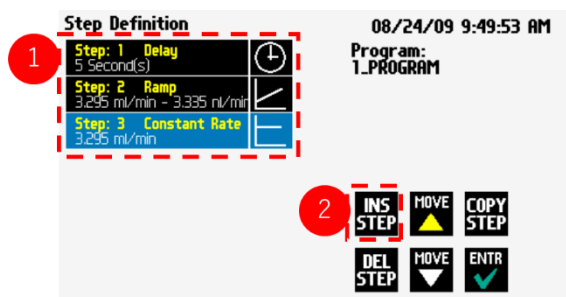 Step Definition
08/24/09 9:49:53 AM
1
Step: 1 Delay
5 Second(s)
Step: 2 Ramp
3.295 ml/min - 3.335 nl/min
Step: 3 Constant Rate
3.295 ml/min
Program:
1_PROGRAM
2
INS STEP
MOVE
COPY STEP
DEL STEP
MOVE
ENTR